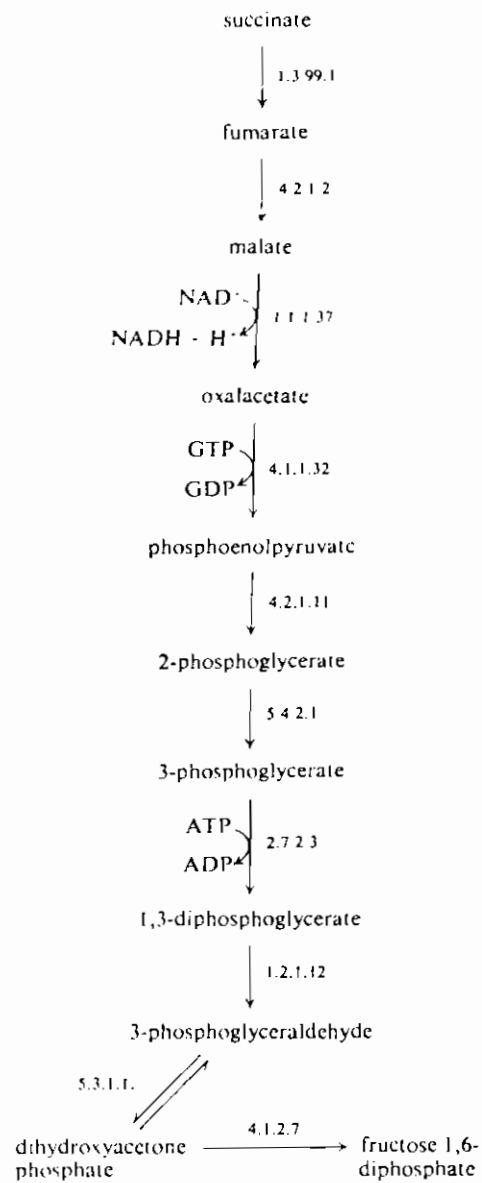 succinate
1.3 99.1
fumarate
4 2 1 2
malate
NAD
1 1 1 37
NADH - H
oxalacetate
GTP
4.1.1.32
GDP
phosphoenolpyruvate
4.2.1.11
2-phosphoglycerate
5 4 2.1
3-phosphoglycerate
ATP
2.7 2 3
ADP
1,3-diphosphoglycerate
1.2.1.12
3-phosphoglyceraldehyde
5.3.1.1.
4.1.2.7
dihydroxyacetone fructose 1,6-
phosphate diphosphate